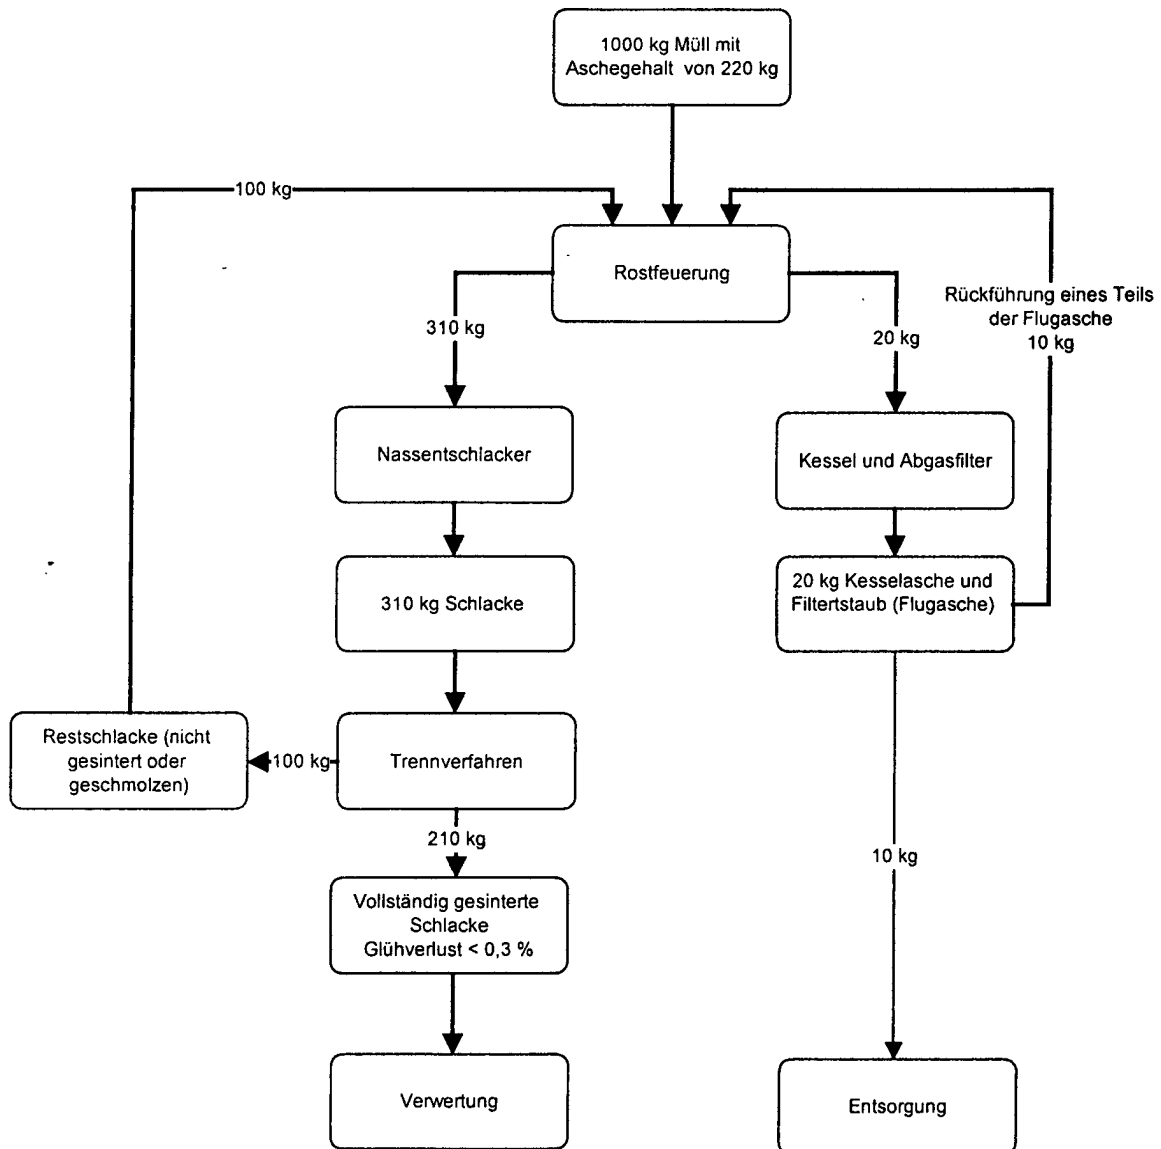 1000 kg Müll mit
Aschegehalt von 220 kg
100 kg
Rostfeuerung
Rückführung eines Teils
der Flugasche
10 kg
310 kg
20 kg
Nassentschlacker
Kessel und Abgasfilter
310 kg Schlacke
20 kg Kesselasche und
Filtertstaub (Flugasche)
Restschlacke (nicht
gesintert oder
geschmolzen)
100 kg
Trennverfahren
210 kg
10 kg
Vollständig gesinterte
Schlacke
Glühverlust < 0,3 %
Verwertung
Entsorgung